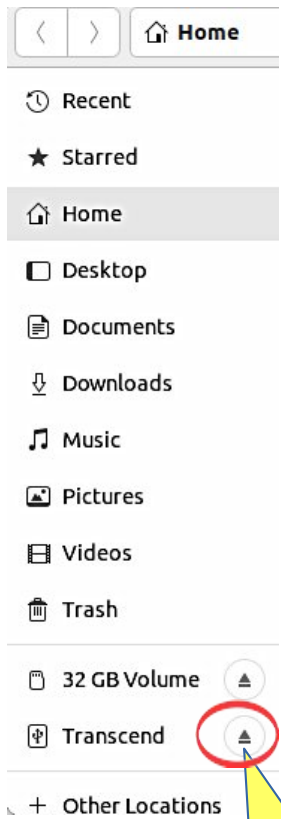 Home
Recent
Starred
Home
Desktop
Documents
Downloads
Music
Pictures
Videos
Trash
32 GB Volume
Transcend
+ Other Locations